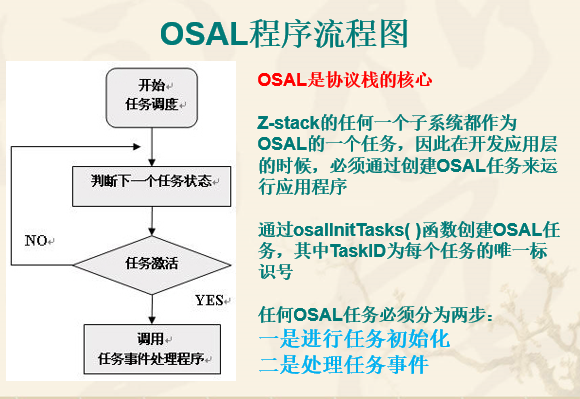 OSAL程序流程图
开始
任务调度
判断下一个任务状态
NO
任务激活
YES
调用
任务事件处理程序
OSAL是协议栈的核心
Z-stack的任何一个子系统都作为
OSAL的一个任务，因此在开发应用层
的时候，必须通过创建OSAL任务来运
行应用程序
通过osalInitTasks( )函数创建OSAL任
务，其中TaskID为每个任务的唯一标
识号
任何OSAL任务必须分为两步：
一是进行任务初始化
二是处理任务事件